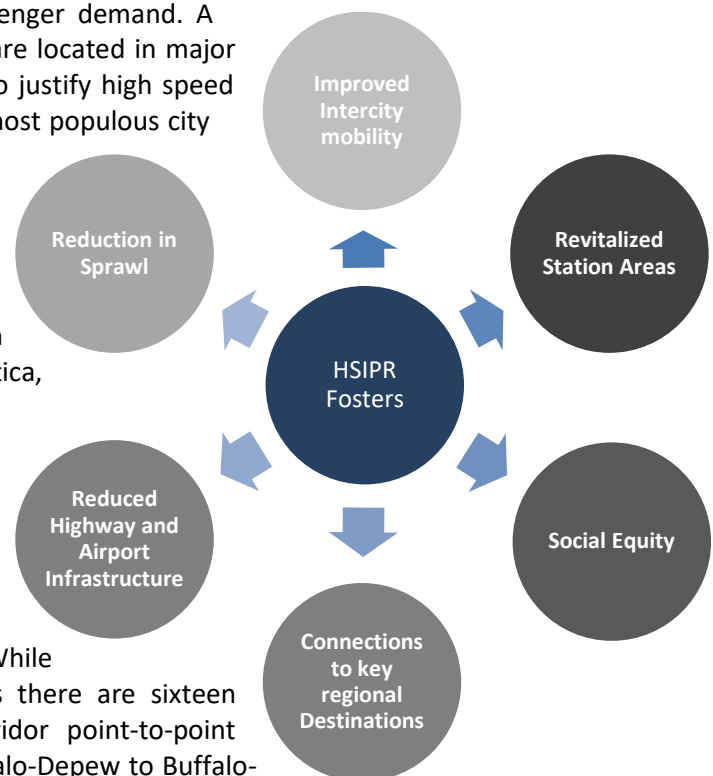 enger demand. A
are located in major
o justify high speed
nost populous city
tica,
While
s there are sixteen
ridor point-to-point
alo-Depew to Buffalo-
Improved
Intercity
mobility
Revitalized
Station Areas
Social Equity
Connections
to key
regional
Destinations
Reduced
Highway and
Airport
Infrastructure
Reduction in
Sprawl
HSIPR
Fosters